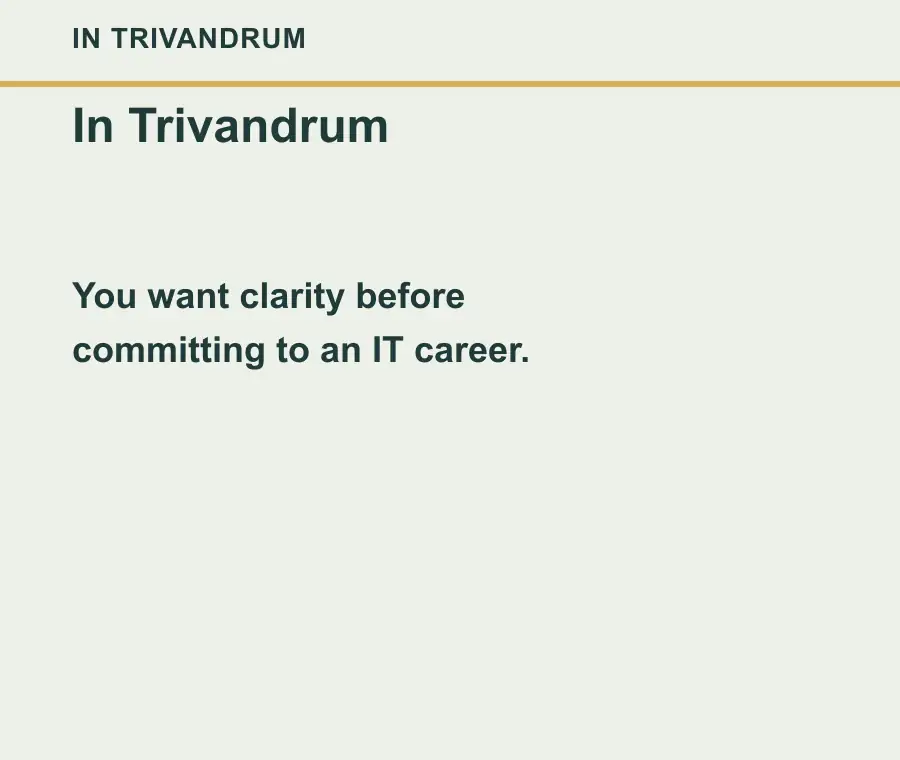 IN TRIVANDRUM
In Trivandrum
You want clarity before
committing to an IT career.